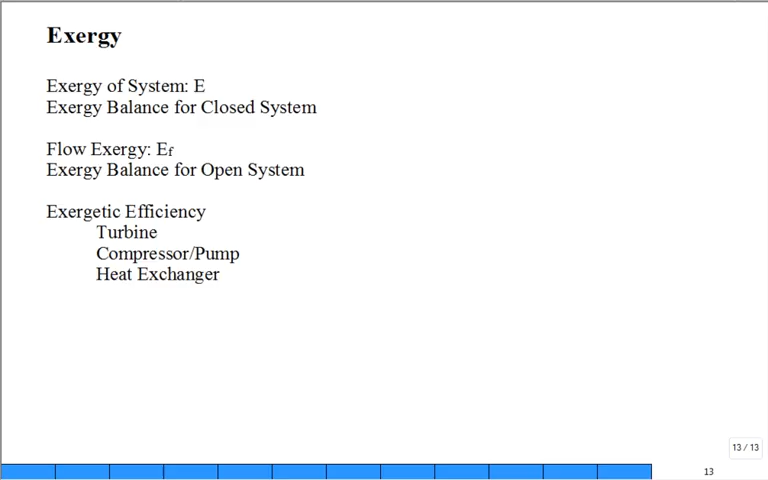 Exergy
Exergy of System: E
Exergy Balance for Closed System
Flow Exergy: Ef
Exergy Balance for Open System
Exergetic Efficiency
Turbine
Compressor/Pump
Heat Exchanger
13 / 13
13